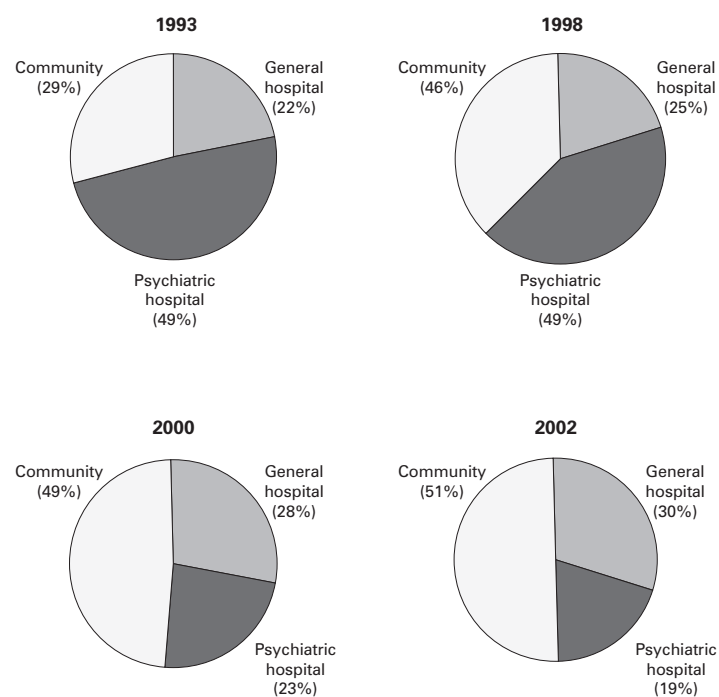 1993
Community
(29%)
General
hospital
(22%)
Psychiatric
hospital
(49%)
1998
Community
(46%)
General
hospital
(25%)
Psychiatric
hospital
(49%)
2000
Community
(49%)
General
hospital
(28%)
Psychiatric
hospital
(23%)
2002
Community
(51%)
General
hospital
(30%)
Psychiatric
hospital
(19%)